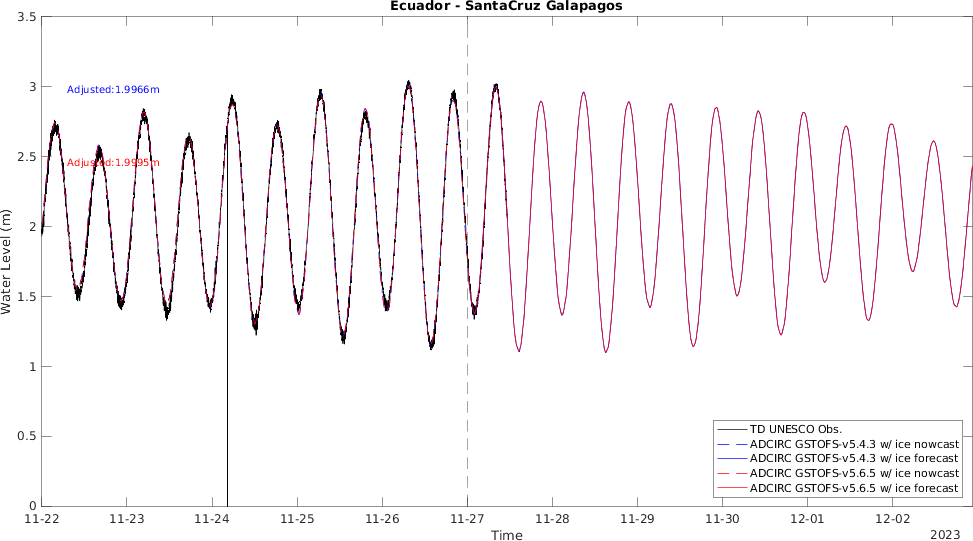 Ecuador - SantaCruz Galapagos
3.5
3
2.5
2
1.5
1
0.5
0
Water Level (m)
Adjusted:1.9966m
Adjusted:1.9995m
TD UNESCO Obs.
ADCIRC GSTOFS-v5.4.3 w/ ice nowcast
ADCIRC GSTOFS-v5.4.3 w/ ice forecast
ADCIRC GSTOFS-v5.6.5 w/ ice nowcast
ADCIRC GSTOFS-v5.6.5 w/ ice forecast
11-22 11-23 11-24 11-25 11-26 11-27 11-28 11-29 11-30 12-01 12-02
Time
2023